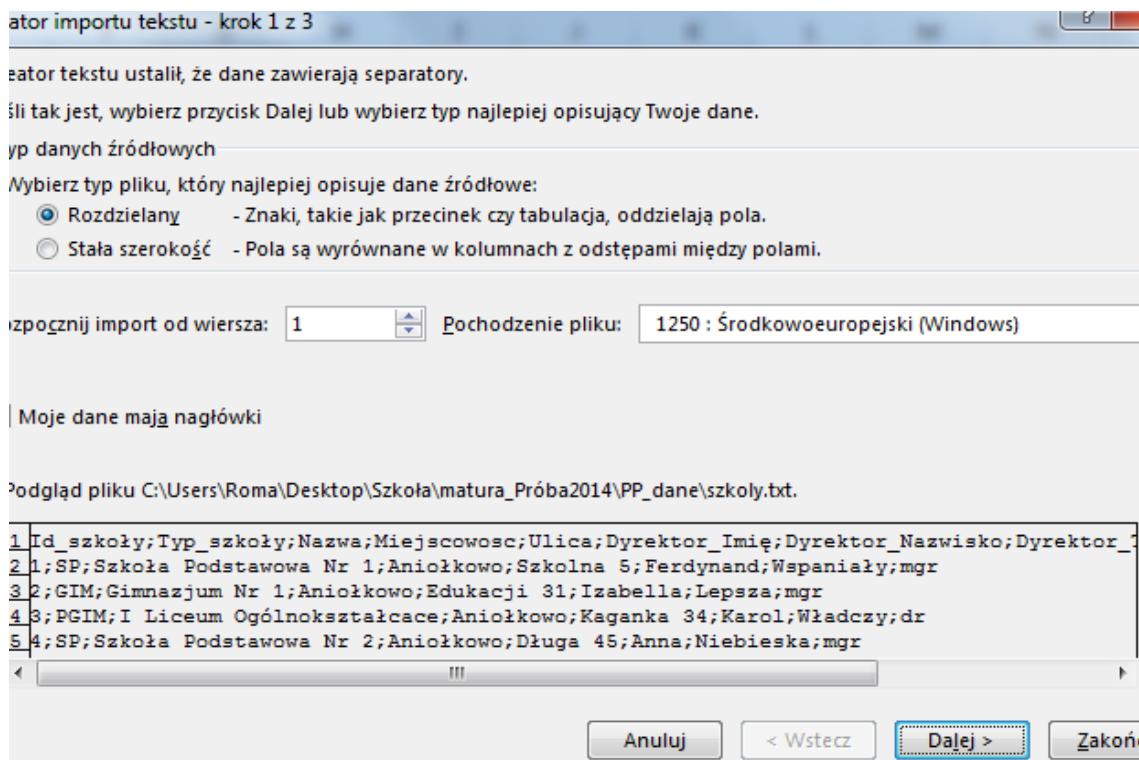 ator importu tekstu - krok 1 z 3
eator tekstu ustalił, że dane zawierają separatory.
śli tak jest, wybierz przycisk Dalej lub wybierz typ najlepiej opisujący Twoje dane.
yp danych źródłowych
Wybierz typ pliku, który najlepiej opisuje dane źródłowe:
Rozdzielany - Znaki, takie jak przecinek czy tabulacja, oddzielają pola.
Stała szerokość - Pola są wyrównane w kolumnach z odstępami między polami.
ozpocznij import od wiersza: 1 Pochodzenie pliku: 1250 : Środkowoeuropejski (Windows)
Moje dane mają nagłówki
Podgląd pliku C:\Users\Roma\Desktop\Szkoła\matura_Próba2014\PP_dane\szkoly.txt.
1 Id_szkoły;Typ_szkoły;Nazwa;Miejscowosc;Ulica;Dyrektor_Imię;Dyrektor_Nazwisko;Dyrektor_T
2 1;SP;Szkoła Podstawowa Nr 1;Aniołkowo;Szkolna 5;Ferdynand;Wspaniały;mgr
3 2;GIM;Gimnazjum Nr 1;Aniołkowo;Edukacji 31;Izabella;Lepsza;mgr
4 3;PGIM;I Liceum Ogólnokształcace;Aniołkowo;Kaganka 34;Karol;Władczy;dr
5 4;SP;Szkoła Podstawowa Nr 2;Aniołkowo;Długa 45;Anna;Niebieska;mgr
Anuluj < Wstecz Dalej > Zakoń